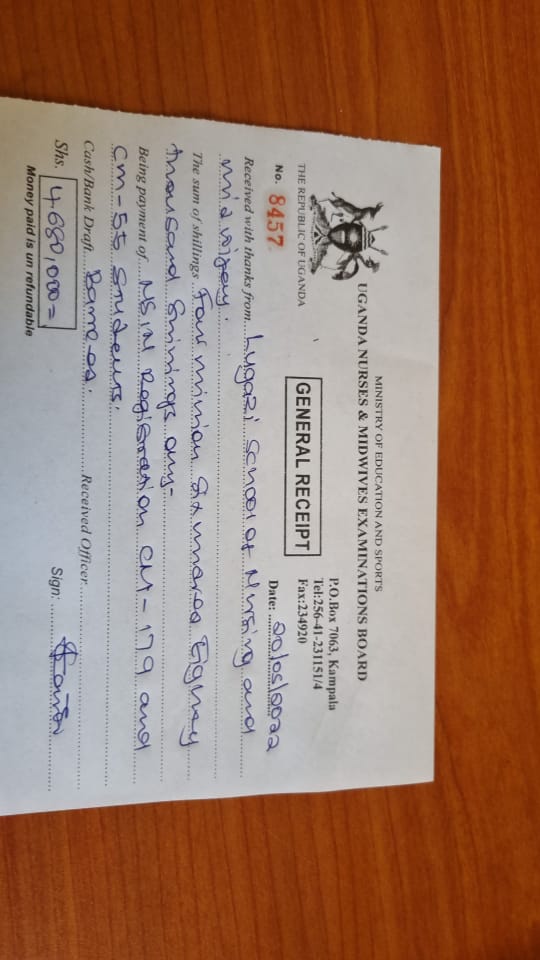 MINISTRY OF EDUCATION AND SPORTS
UGANDA NURSES & MIDWIVES EXAMINATIONS BOARD
P.O.Box 7063, Kampala
Tel:256-41-231151/4
Fax:234920
THE REPUBLIC OF UGANDA
GENERAL RECEIPT
No. 8457
Date: 20/05/2022
Received with thanks from Lugazi School of Nursing and
midwifery.
The sum of shillings Four million Six hundred Eighty
thousand Shillings only-
Being payment of NSIN Registration CN-179 and
CM-55 Students.
Cash/Bank Draft Received Officer
Shs. 4,680,000= Sign:
Money paid is un refundable